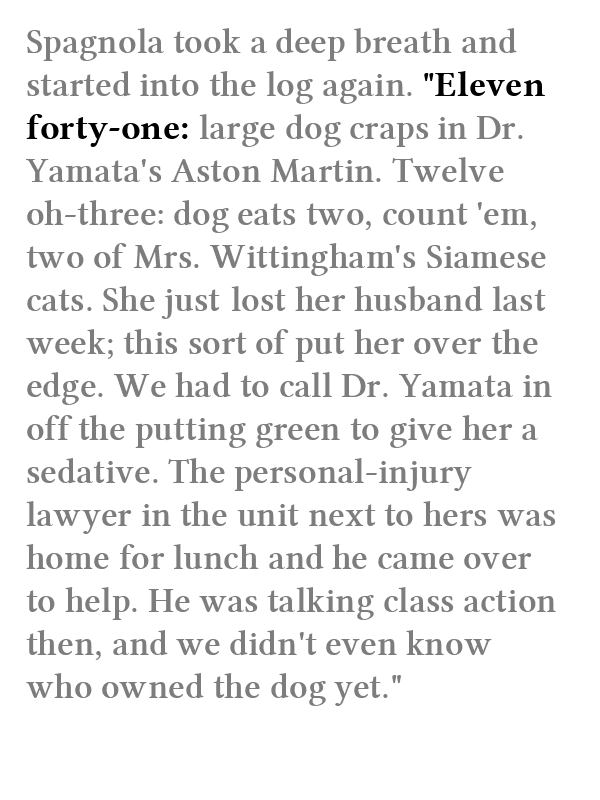 Spagnola took a deep breath and
started into the log again. "Eleven
forty-one: large dog craps in Dr.
Yamata's Aston Martin. Twelve
oh-three: dog eats two, count 'em,
two of Mrs. Wittingham's Siamese
cats. She just lost her husband last
week; this sort of put her over the
edge. We had to call Dr. Yamata in
off the putting green to give her a
sedative. The personal-injury
lawyer in the unit next to hers was
home for lunch and he came over
to help. He was talking class action
then, and we didn't even know
who owned the dog yet."